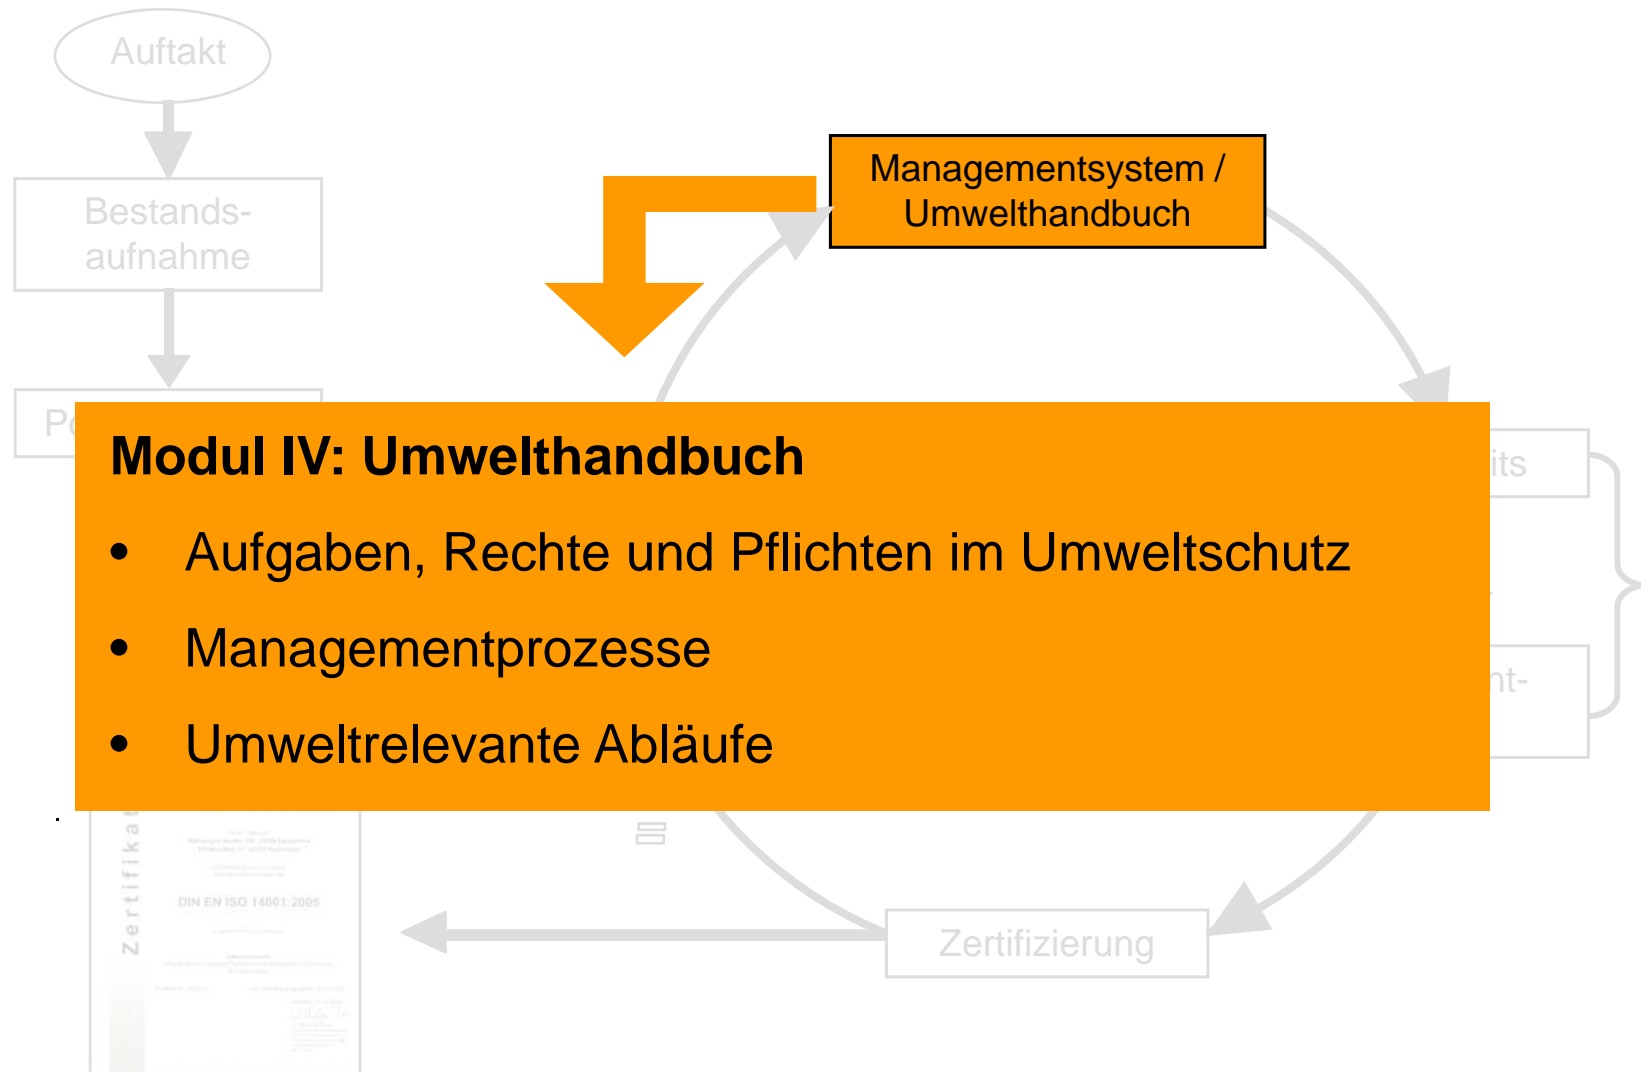 Auftakt
Managementsystem /
Umwelthandbuch
Bestands-
aufnahme
Modul IV: Umwelthandbuch
• Aufgaben, Rechte und Pflichten im Umweltschutz
• Managementprozesse
• Umweltrelevante Abläufe
Zertifikat
DIN EN ISO 14001:2005
Zertifizierung